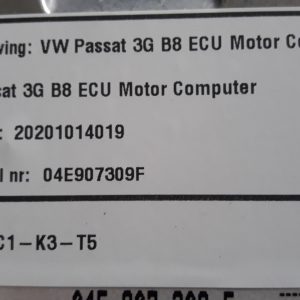 ving: VW Passat 3G B8 ECU Motor Co
sat 3G B8 ECU Motor Computer
: 20201014019
l nr: 04E907309F
C1-K3-T5